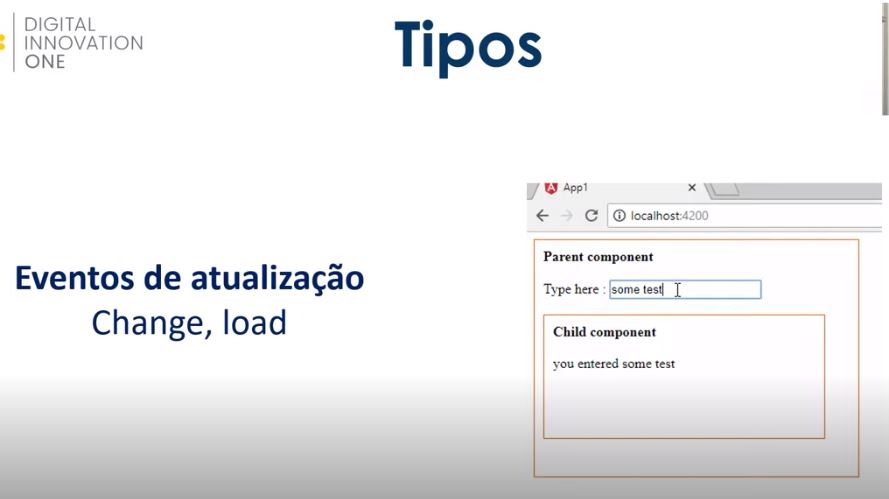 DIGITAL
INNOVATION
ONE
Tipos
Eventos de atualização
Change, load
App1
localhost:4200
Parent component
Type here : some test
Child component
you entered some test